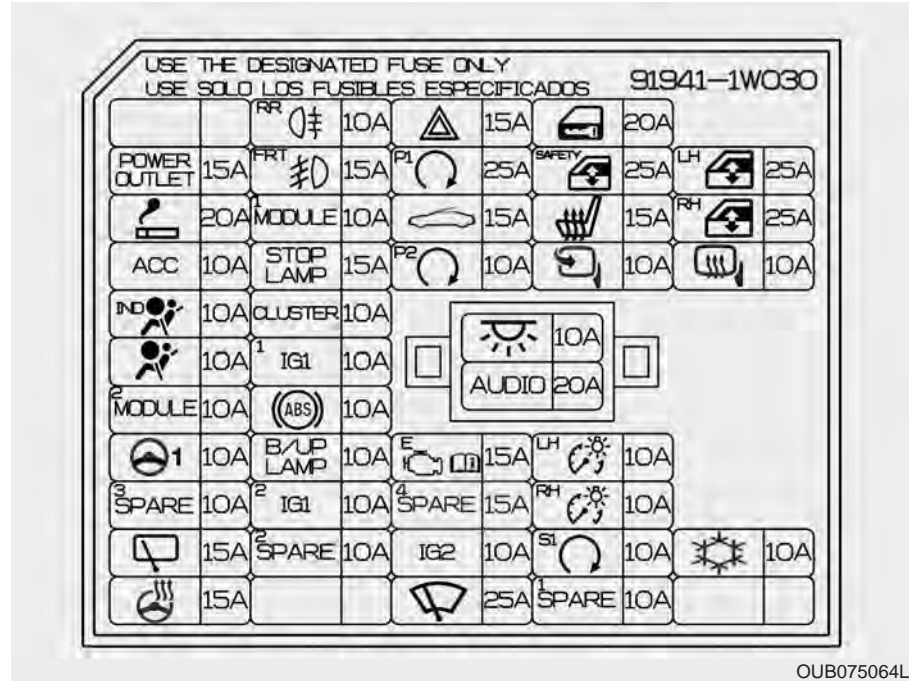 USE THE DESIGNATED FUSE ONLY
USE SOLO LOS FUSIBLES ESPECIFICADOS
91941-1W030
RR 10A 15A 20A
POWER OUTLET 15A FRT 15A P1 25A SAFETY 25A LH 25A
20A 1 MODULE 10A 15A 15A RH 25A
ACC 10A STOP LAMP 15A P2 10A 10A 10A
IND 10A CLUSTER 10A
10A
10A 1 IG1 10A
AUDIO 20A
2 MODULE 10A (ABS) 10A
1 10A B/UP LAMP 10A E 15A LH 10A
3 SPARE 10A 2 IG1 10A 4 SPARE 15A RH 10A
15A 2 SPARE 10A IG2 10A S1 10A 10A
15A 25A 1 SPARE 10A
OUB075064L